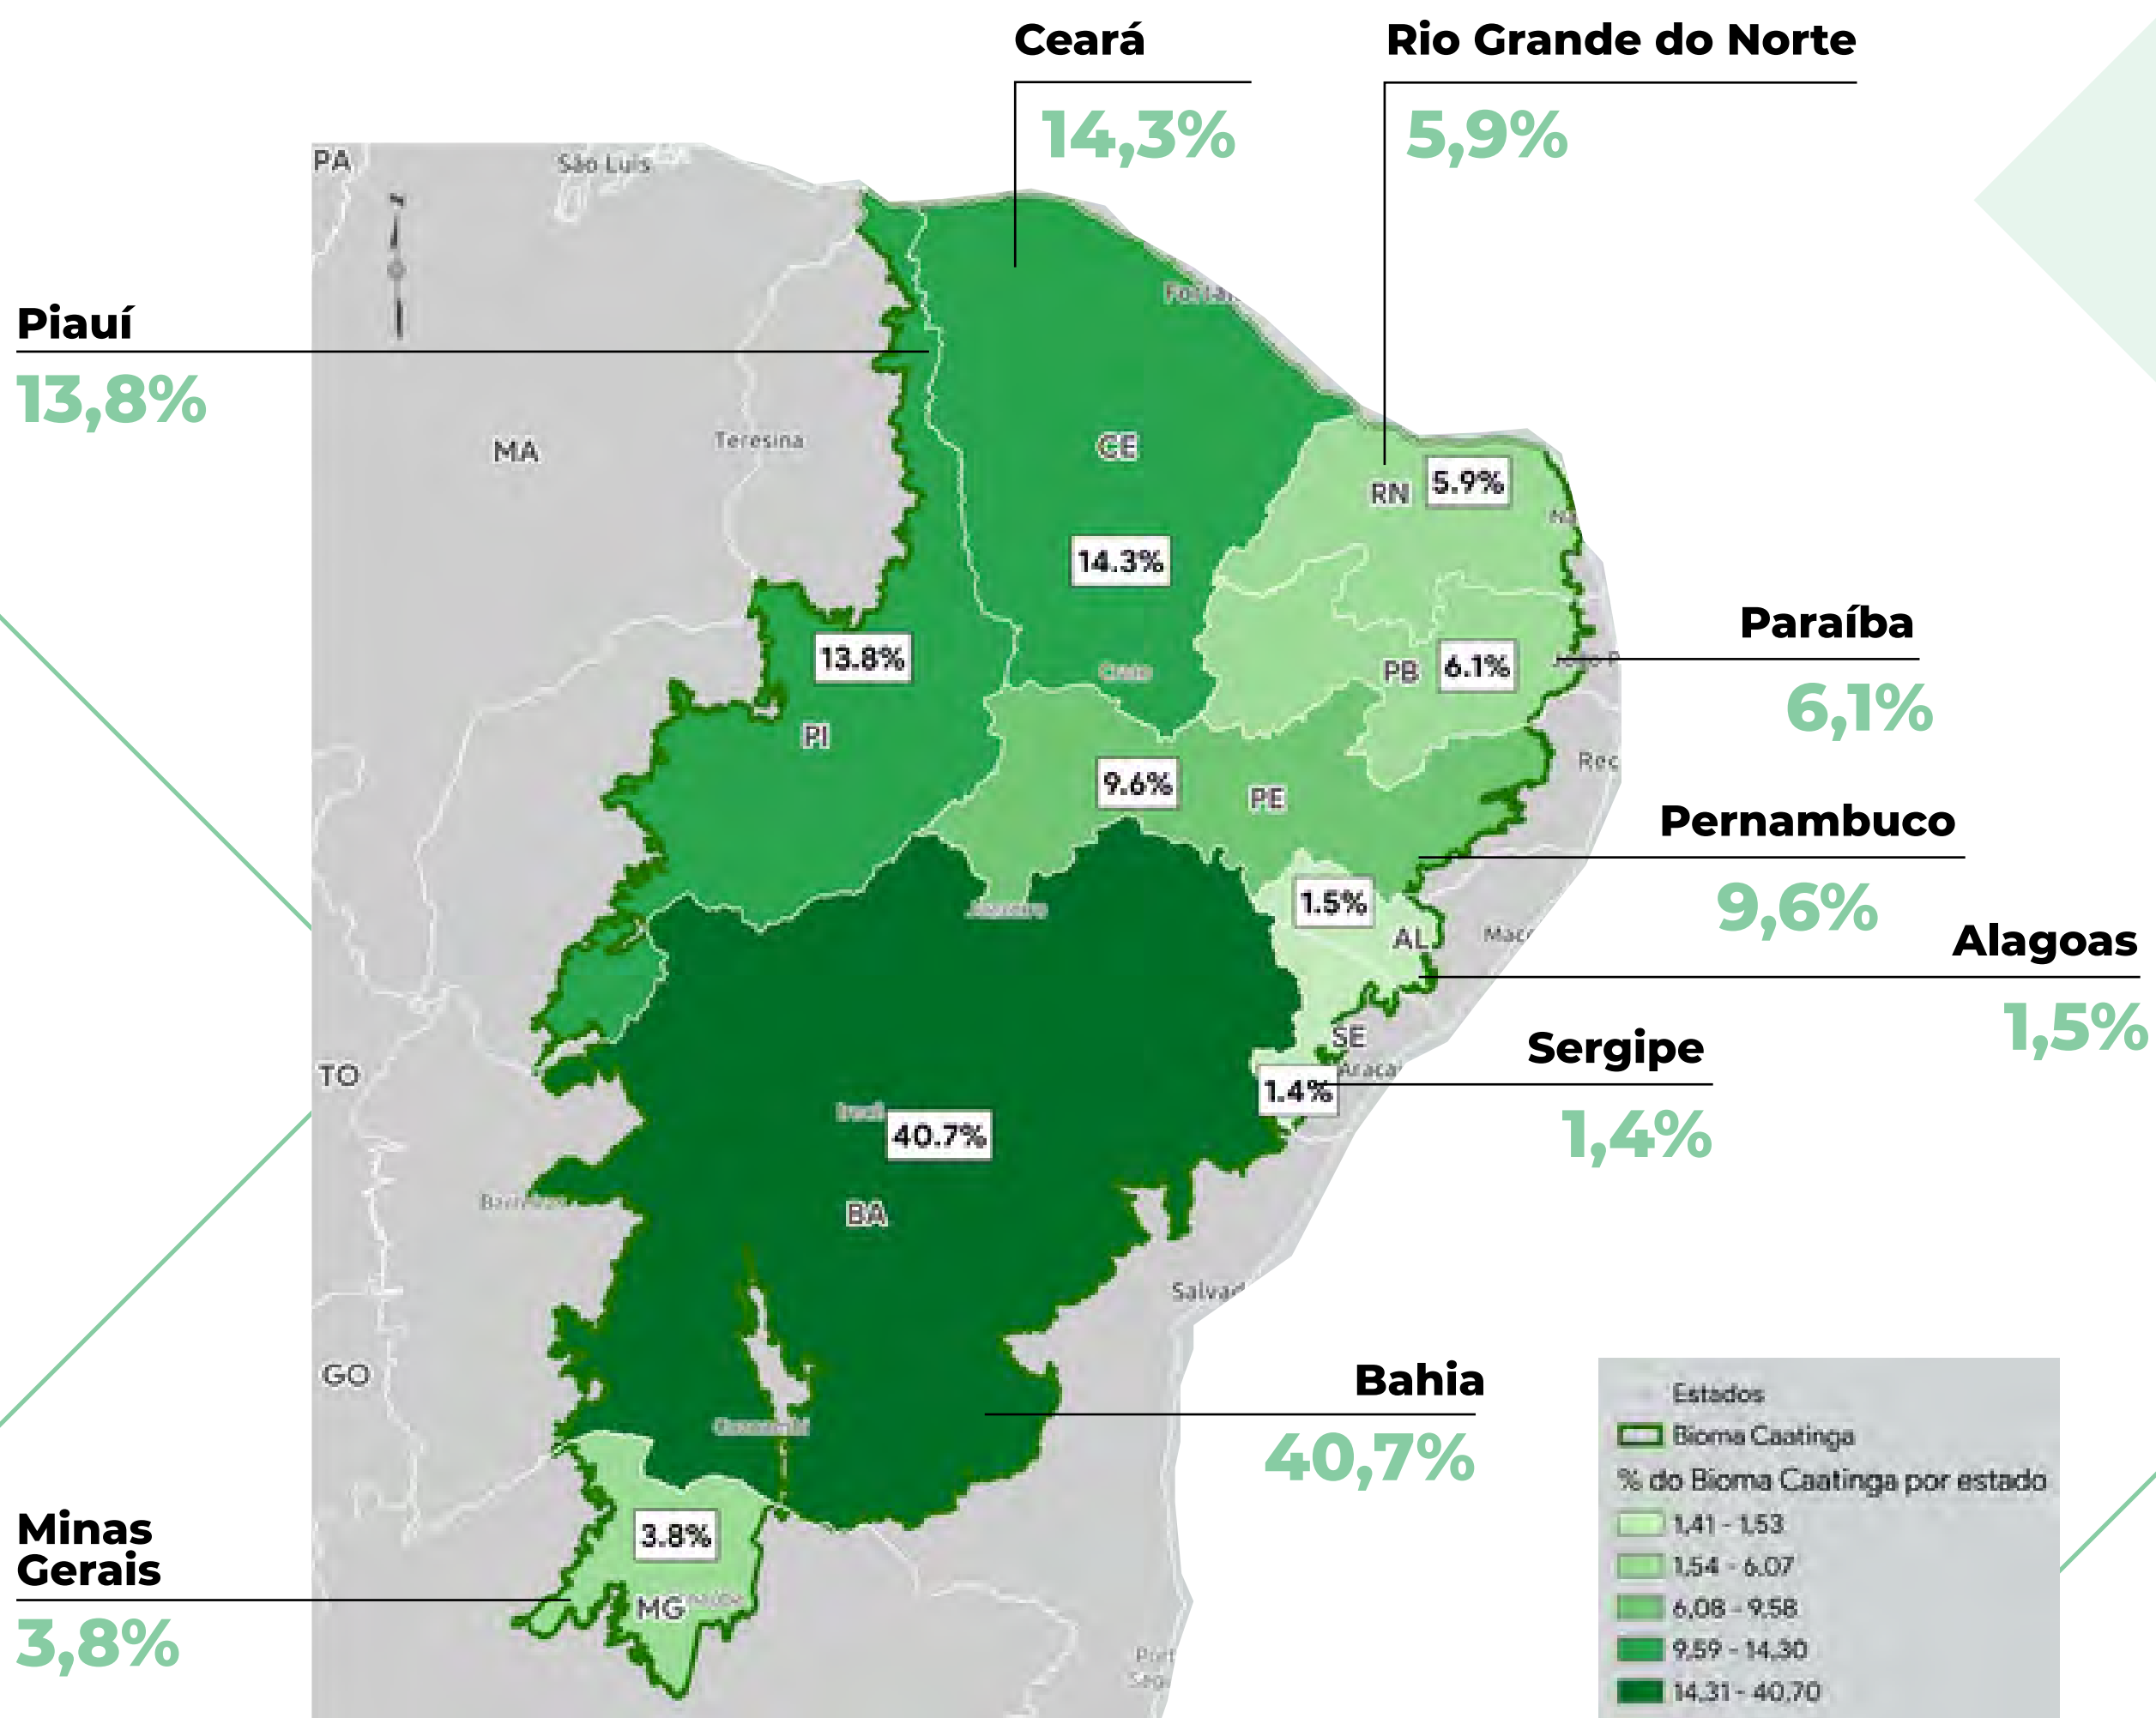 Ceará
Rio Grande do Norte
14,3%
5,9%
PA
São Luis
N
Piauí
13,8%
MA
Teresina
CE
RN
5.9%
14.3%
Paraíba
6,1%
13.8%
Crato
PB
6.1%
PI
9.6%
PE
Rec
Pernambuco
9,6%
1.5%
AL
Alagoas
1,5%
SE
Sergipe
1,4%
TO
1.4%
40.7%
BA
Salvad
GO
Bahia
40,7%
Estados
Bioma Caatinga
% do Bioma Caatinga por estado
1,41 - 1,53
1,54 - 6,07
6,08 - 9,58
9,59 - 14,30
14,31 - 40,70
Minas
Gerais
3,8%
3.8%
MG
Port
Segu